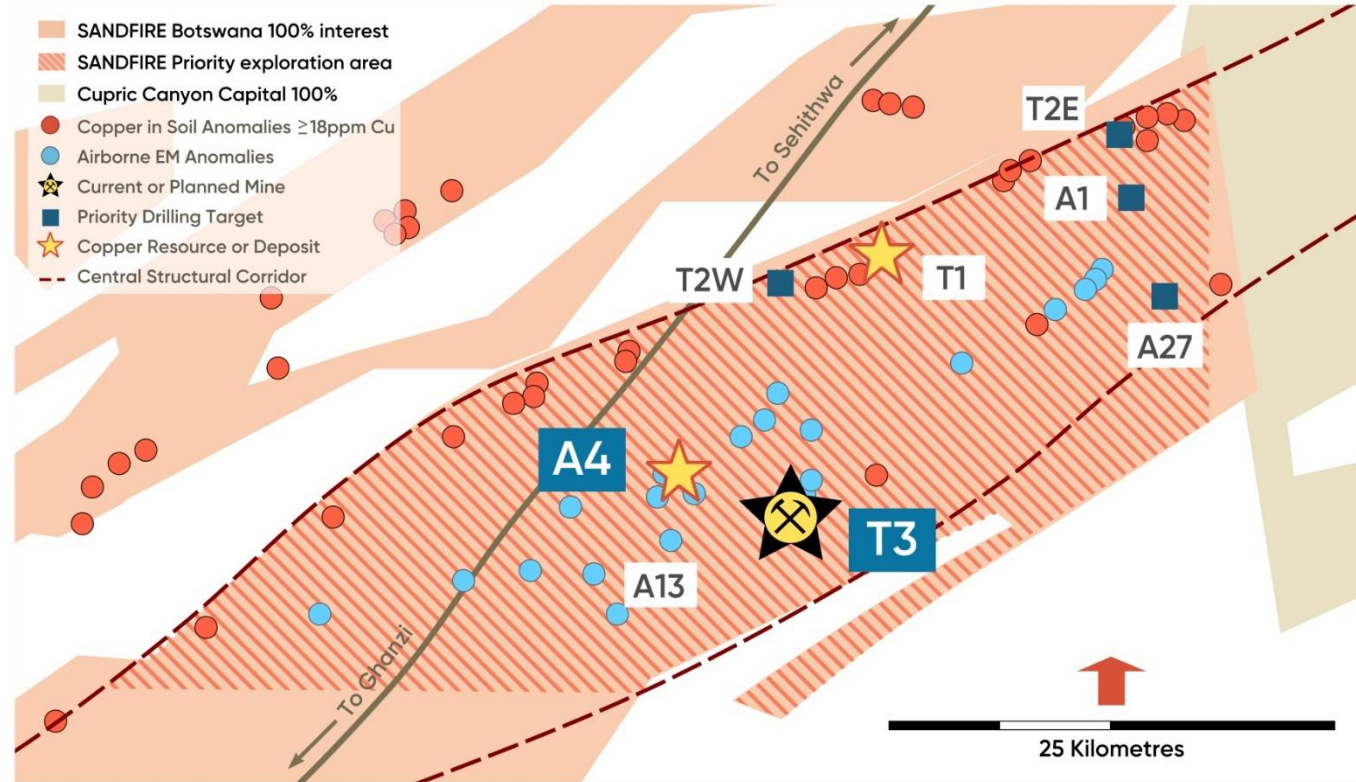 SANDFIRE Botswana 100% interest
SANDFIRE Priority exploration area
Cupric Canyon Capital 100%
Copper in Soil Anomalies ≥18ppm Cu
Airborne EM Anomalies
Current or Planned Mine
Priority Drilling Target
Copper Resource or Deposit
Central Structural Corridor
To Sehithwa
T2E
A1
T2W
T1
A27
A4
T3
A13
To Ghanzi
25 Kilometres